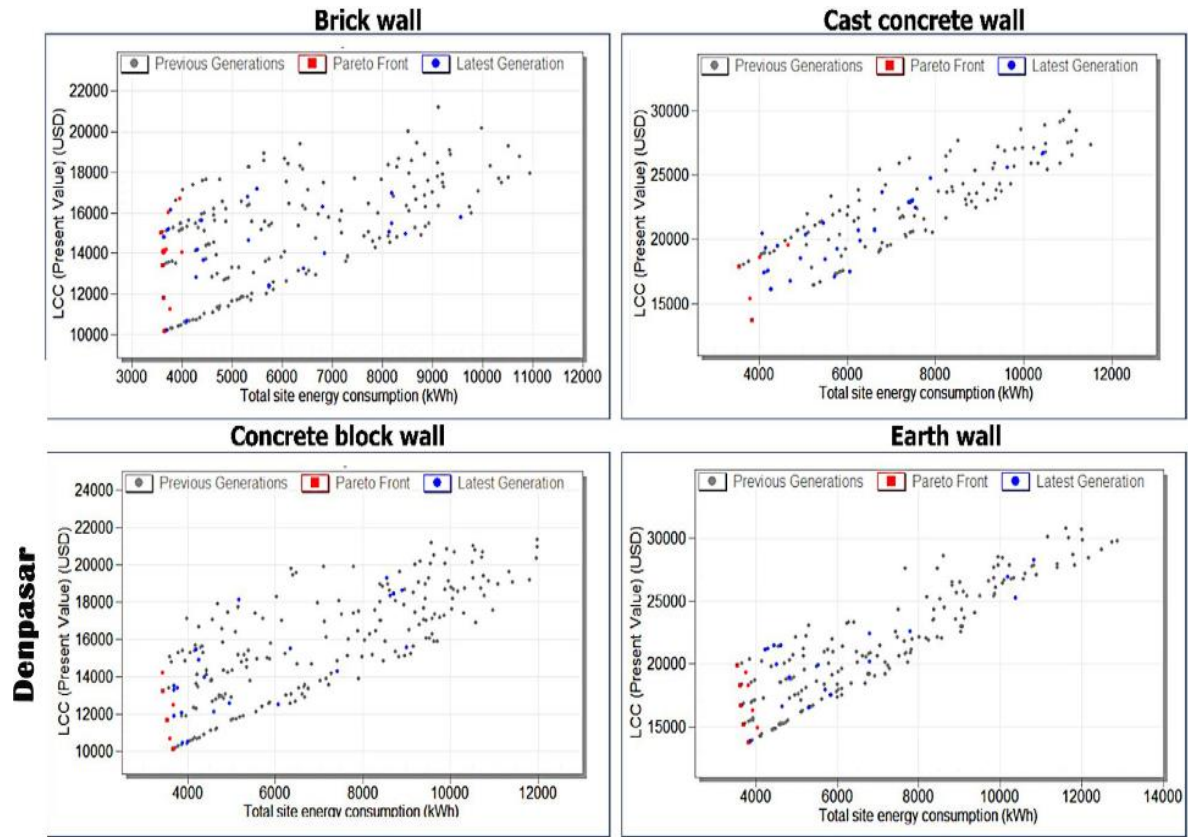 Brick wall
Previous Generations Pareto Front Latest Generation
LCC (Present Value) (USD)
22000
20000
18000
16000
14000
12000
10000
3000 4000 5000 6000 7000 8000 9000 10000 11000 12000
Total site energy consumption (kWh)
Cast concrete wall
Previous Generations Pareto Front Latest Generation
LCC (Present Value) (USD)
30000
25000
20000
15000
4000 6000 8000 10000 12000
Total site energy consumption (kWh)
Denpasar
Concrete block wall
Previous Generations Pareto Front Latest Generation
LCC (Present Value) (USD)
24000
22000
20000
18000
16000
14000
12000
10000
4000 6000 8000 10000 12000
Total site energy consumption (kWh)
Earth wall
Previous Generations Pareto Front Latest Generation
LCC (Present Value) (USD)
30000
25000
20000
15000
4000 6000 8000 10000 12000 14000
Total site energy consumption (kWh)